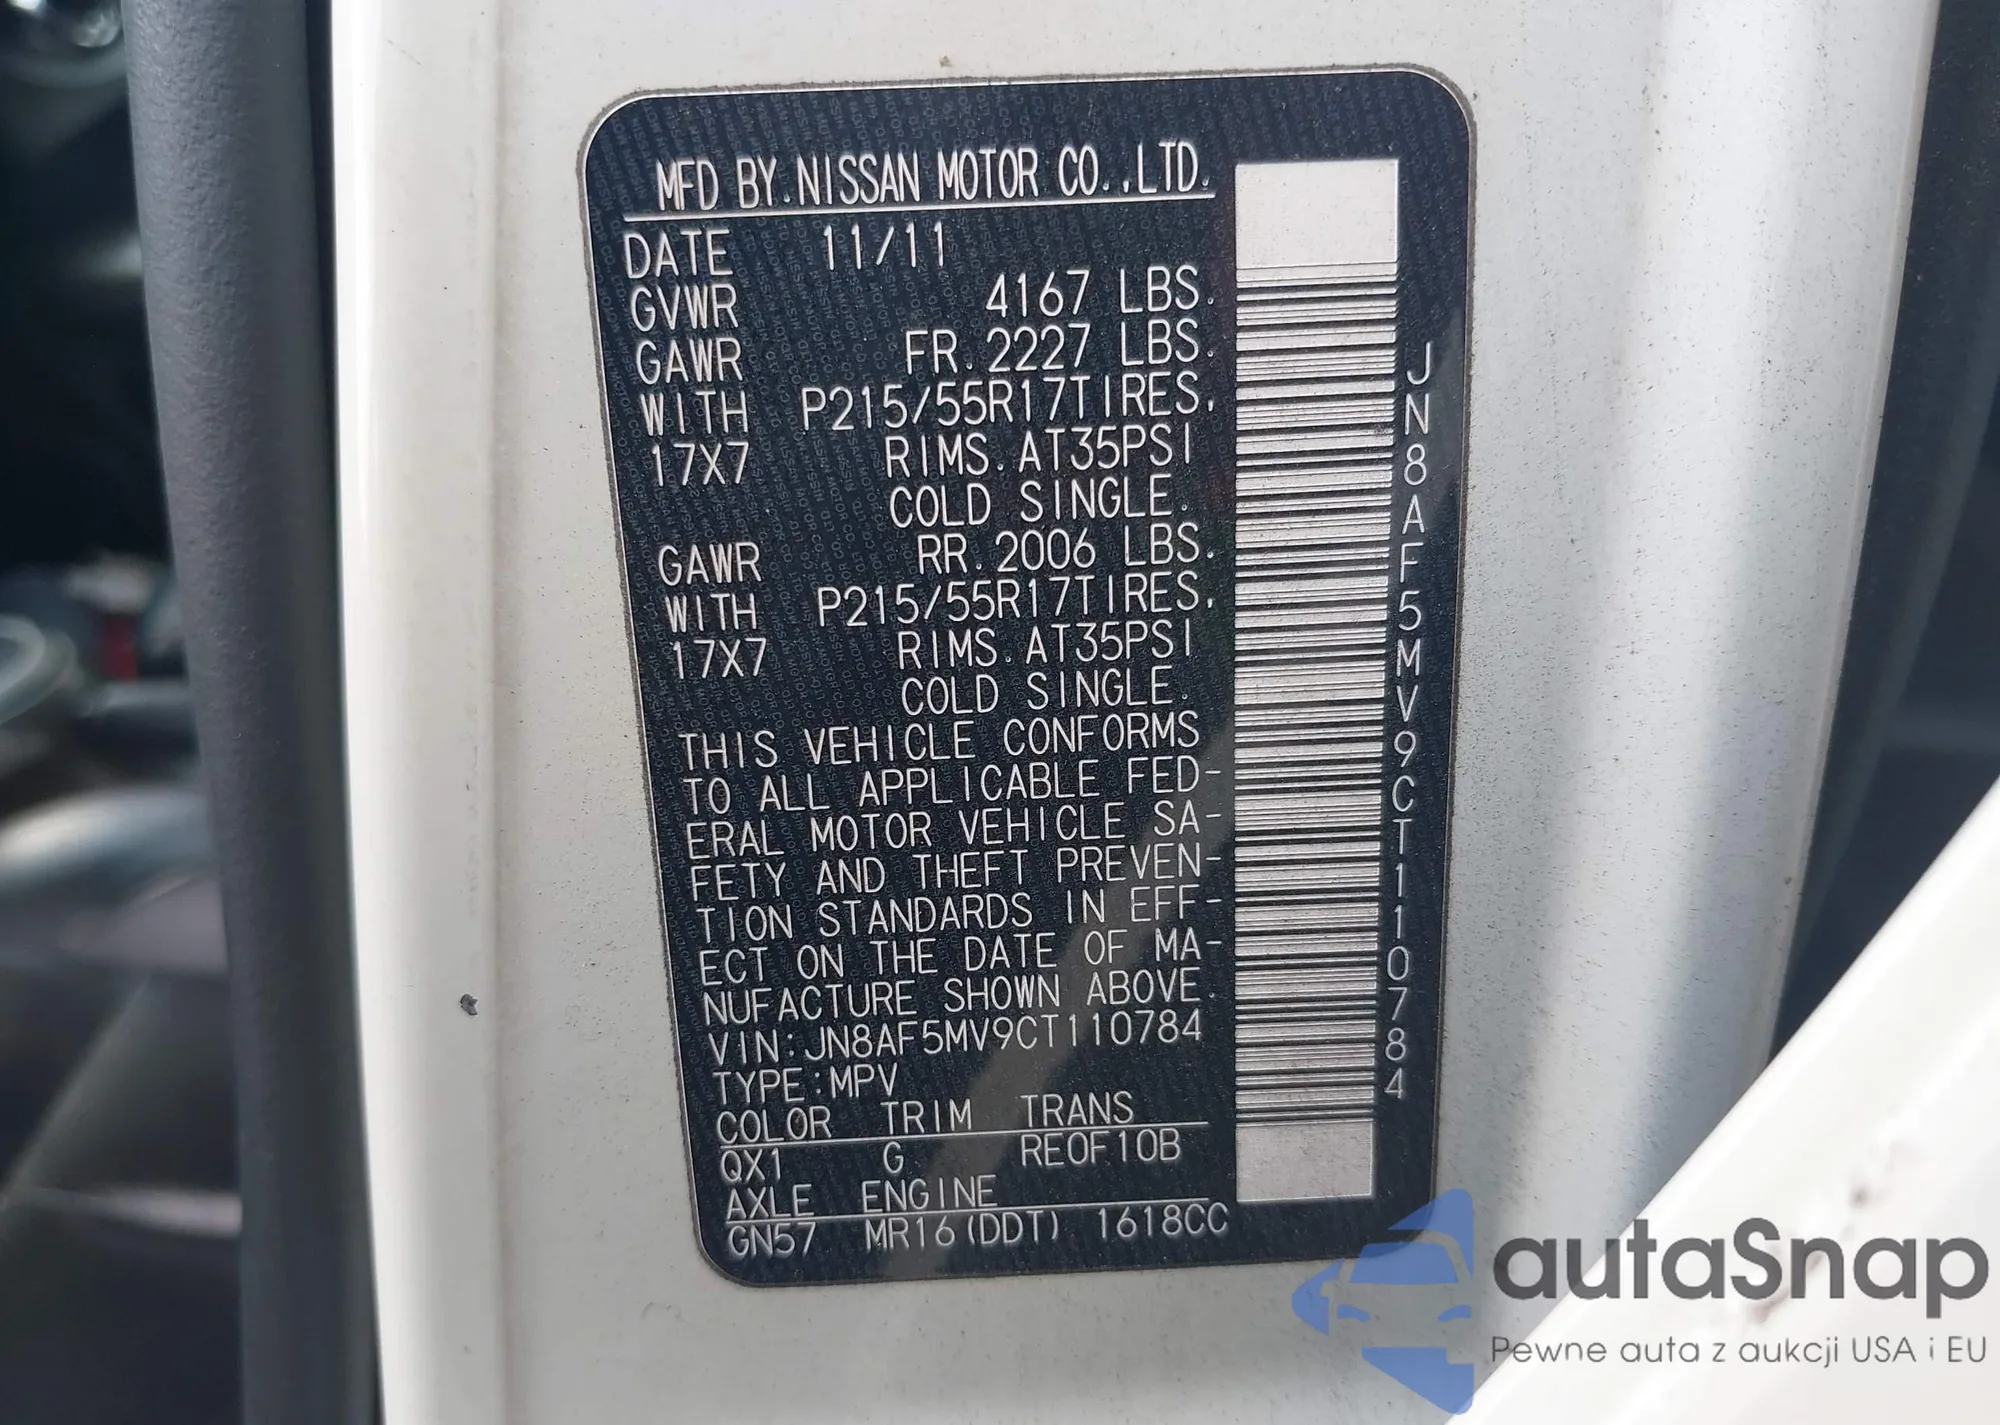 MFD BY.NISSAN MOTOR CO.,LTD.
DATE 11/11
GVWR 4167 LBS.
GAWR FR.2227 LBS.
WITH P215/55R17TIRES,
17X7 RIMS.AT35PSI
COLD SINGLE.
GAWR RR.2006 LBS.
WITH P215/55R17TIRES,
17X7 RIMS.AT35PSI
COLD SINGLE.
THIS VEHICLE CONFORMS
TO ALL APPLICABLE FED-
ERAL MOTOR VEHICLE SA-
FETY AND THEFT PREVEN-
TION STANDARDS IN EFF-
ECT ON THE DATE OF MA-
NUFACTURE SHOWN ABOVE.
VIN:JN8AF5MV9CT110784
TYPE:MPV
COLOR TRIM TRANS
QX1 G RE0F10B
AXLE ENGINE
GN57 MR16(DDT) 1618CC
JN8AF5MV9CT110784
autaSnap
Pewne auta z aukcji USA i EU